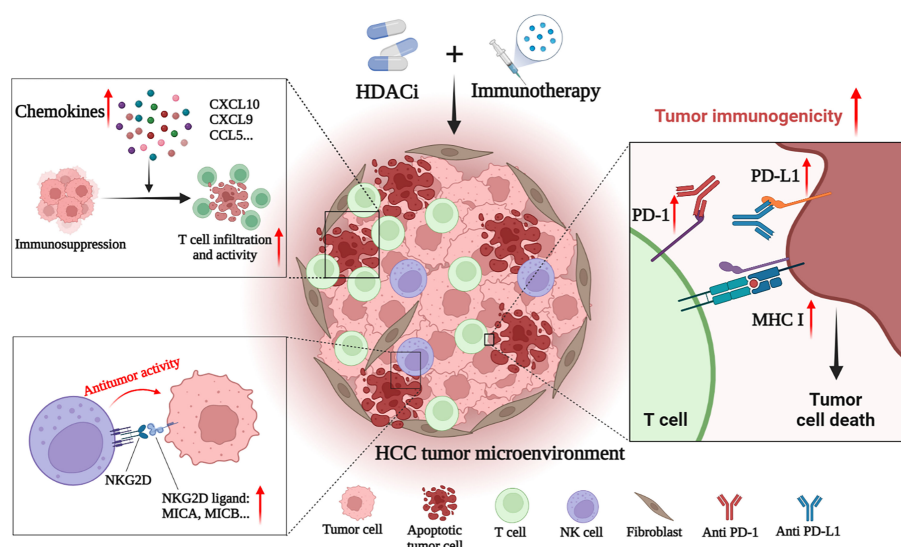 HDACi
+
Immunotherapy
Chemokines
CXCL10
CXCL9
CCL5...
Immunosuppression
T cell infiltration
and activity
Tumor immunogenicity
PD-1
PD-L1
MHC I
T cell
Tumor
cell death
Antitumor activity
NKG2D
NKG2D ligand:
MICA, MICB...
HCC tumor microenvironment
Tumor cell
Apoptotic
tumor cell
T cell
NK cell
Fibroblast
Anti PD-1
Anti PD-L1